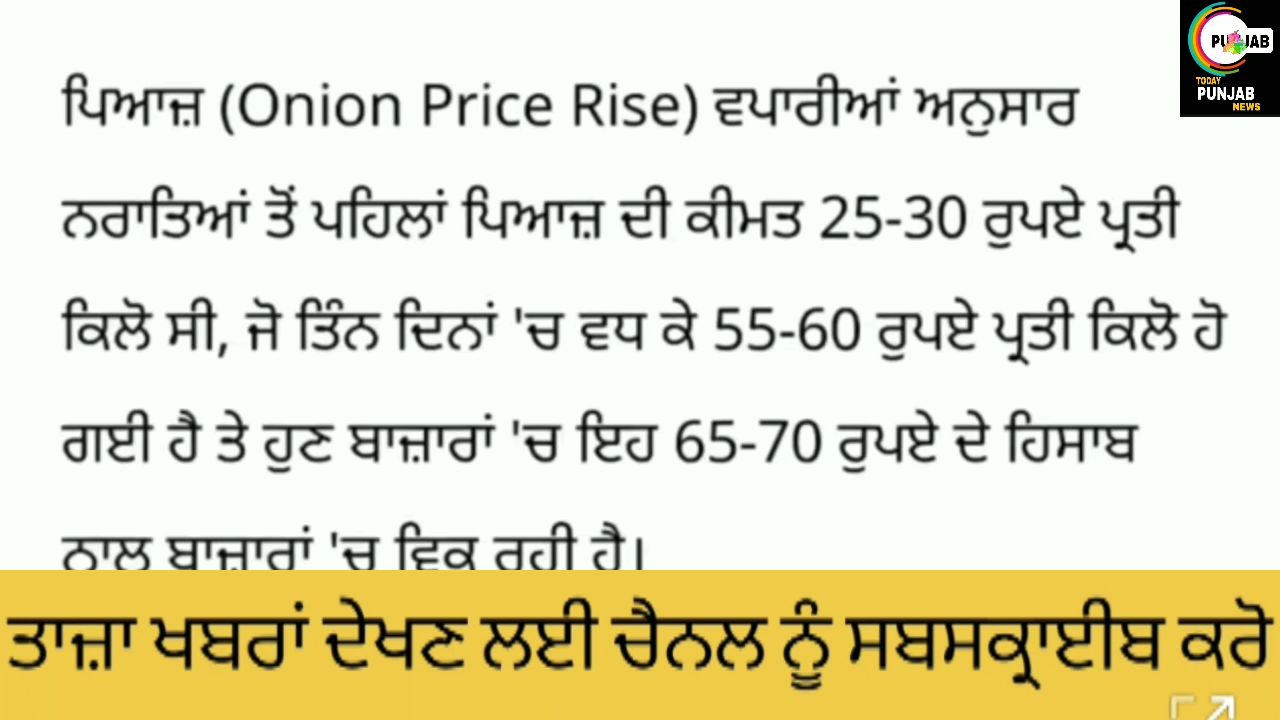 PUNJAB
TODAY
PUNJAB
NEWS
ਪਿਆਜ਼ (Onion Price Rise) ਵਪਾਰੀਆਂ ਅਨੁਸਾਰ
ਨਰਾਤਿਆਂ ਤੋਂ ਪਹਿਲਾਂ ਪਿਆਜ਼ ਦੀ ਕੀਮਤ 25-30 ਰੁਪਏ ਪ੍ਰਤੀ
ਕਿਲੋ ਸੀ, ਜੋ ਤਿੰਨ ਦਿਨਾਂ 'ਚ ਵਧ ਕੇ 55-60 ਰੁਪਏ ਪ੍ਰਤੀ ਕਿਲੋ ਹੋ
ਗਈ ਹੈ ਤੇ ਹੁਣ ਬਾਜ਼ਾਰਾਂ 'ਚ ਇਹ 65-70 ਰੁਪਏ ਦੇ ਹਿਸਾਬ
ਨਾਲ ਬਾਜ਼ਾਰਾਂ 'ਚ ਵਿਕ ਰਹੀ ਹੈ।
ਤਾਜ਼ਾ ਖਬਰਾਂ ਦੇਖਣ ਲਈ ਚੈਨਲ ਨੂੰ ਸਬਸਕ੍ਰਾਈਬ ਕਰੋ